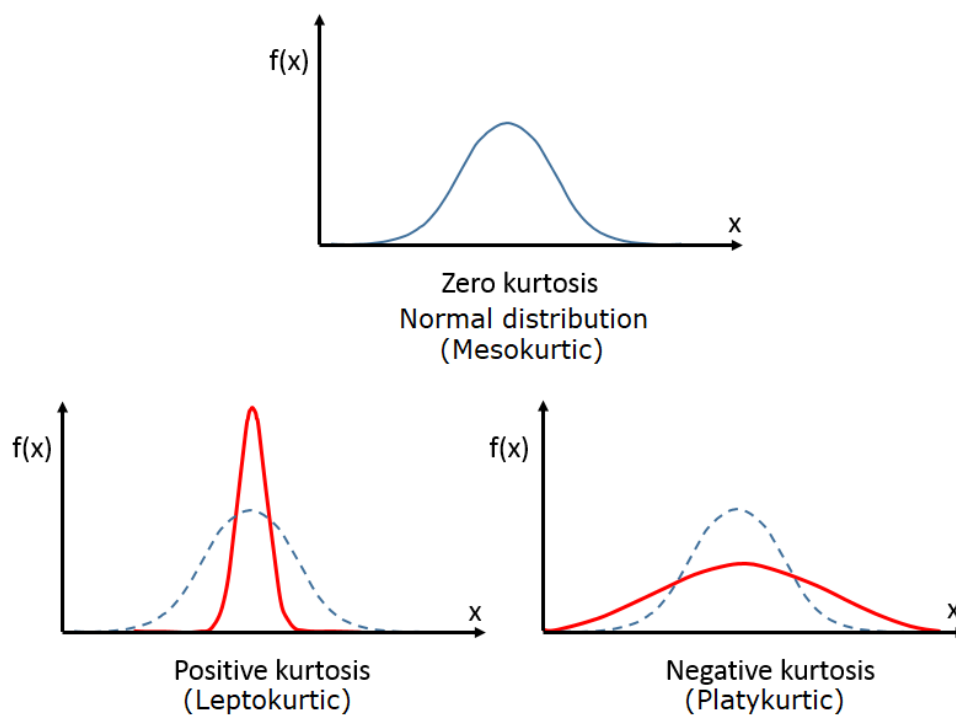 f(x)
x
Zero kurtosis
Normal distribution
(Mesokurtic)
f(x)
x
Positive kurtosis
(Leptokurtic)
f(x)
x
Negative kurtosis
(Platykurtic)